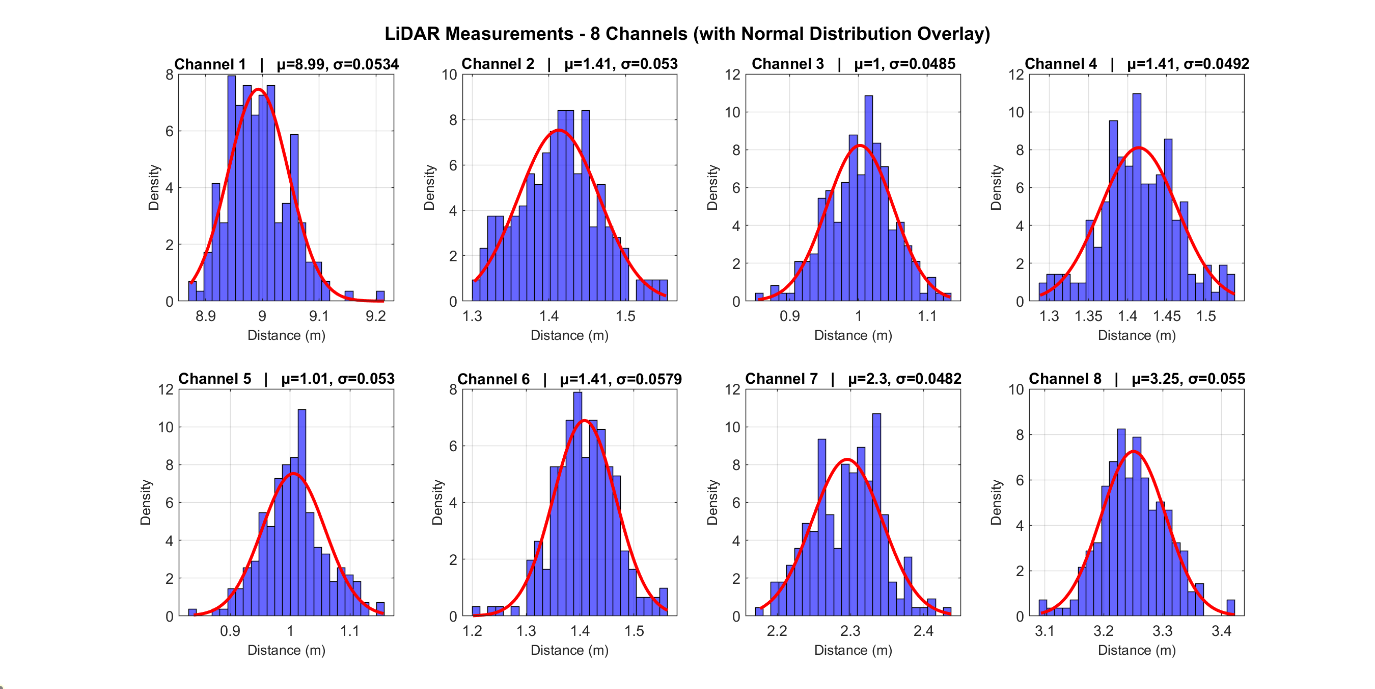 LiDAR Measurements - 8 Channels (with Normal Distribution Overlay)
Channel 1 | μ=8.99, σ=0.0534
8
6
4
2
0
Density
8.9 9 9.1 9.2
Distance (m)
Channel 2 | μ=1.41, σ=0.053
10
8
6
4
2
0
Density
1.3 1.4 1.5
Distance (m)
Channel 3 | μ=1, σ=0.0485
12
10
8
6
4
2
0
Density
0.9 1 1.1
Distance (m)
Channel 4 | μ=1.41, σ=0.0492
12
10
8
6
4
2
0
Density
1.3 1.35 1.4 1.45 1.5
Distance (m)
Channel 5 | μ=1.01, σ=0.053
12
10
8
6
4
2
0
Density
0.9 1 1.1
Distance (m)
Channel 6 | μ=1.41, σ=0.0579
8
6
4
2
0
Density
1.2 1.3 1.4 1.5
Distance (m)
Channel 7 | μ=2.3, σ=0.0482
12
10
8
6
4
2
0
Density
2.2 2.3 2.4
Distance (m)
Channel 8 | μ=3.25, σ=0.055
10
8
6
4
2
0
Density
3.1 3.2 3.3 3.4
Distance (m)